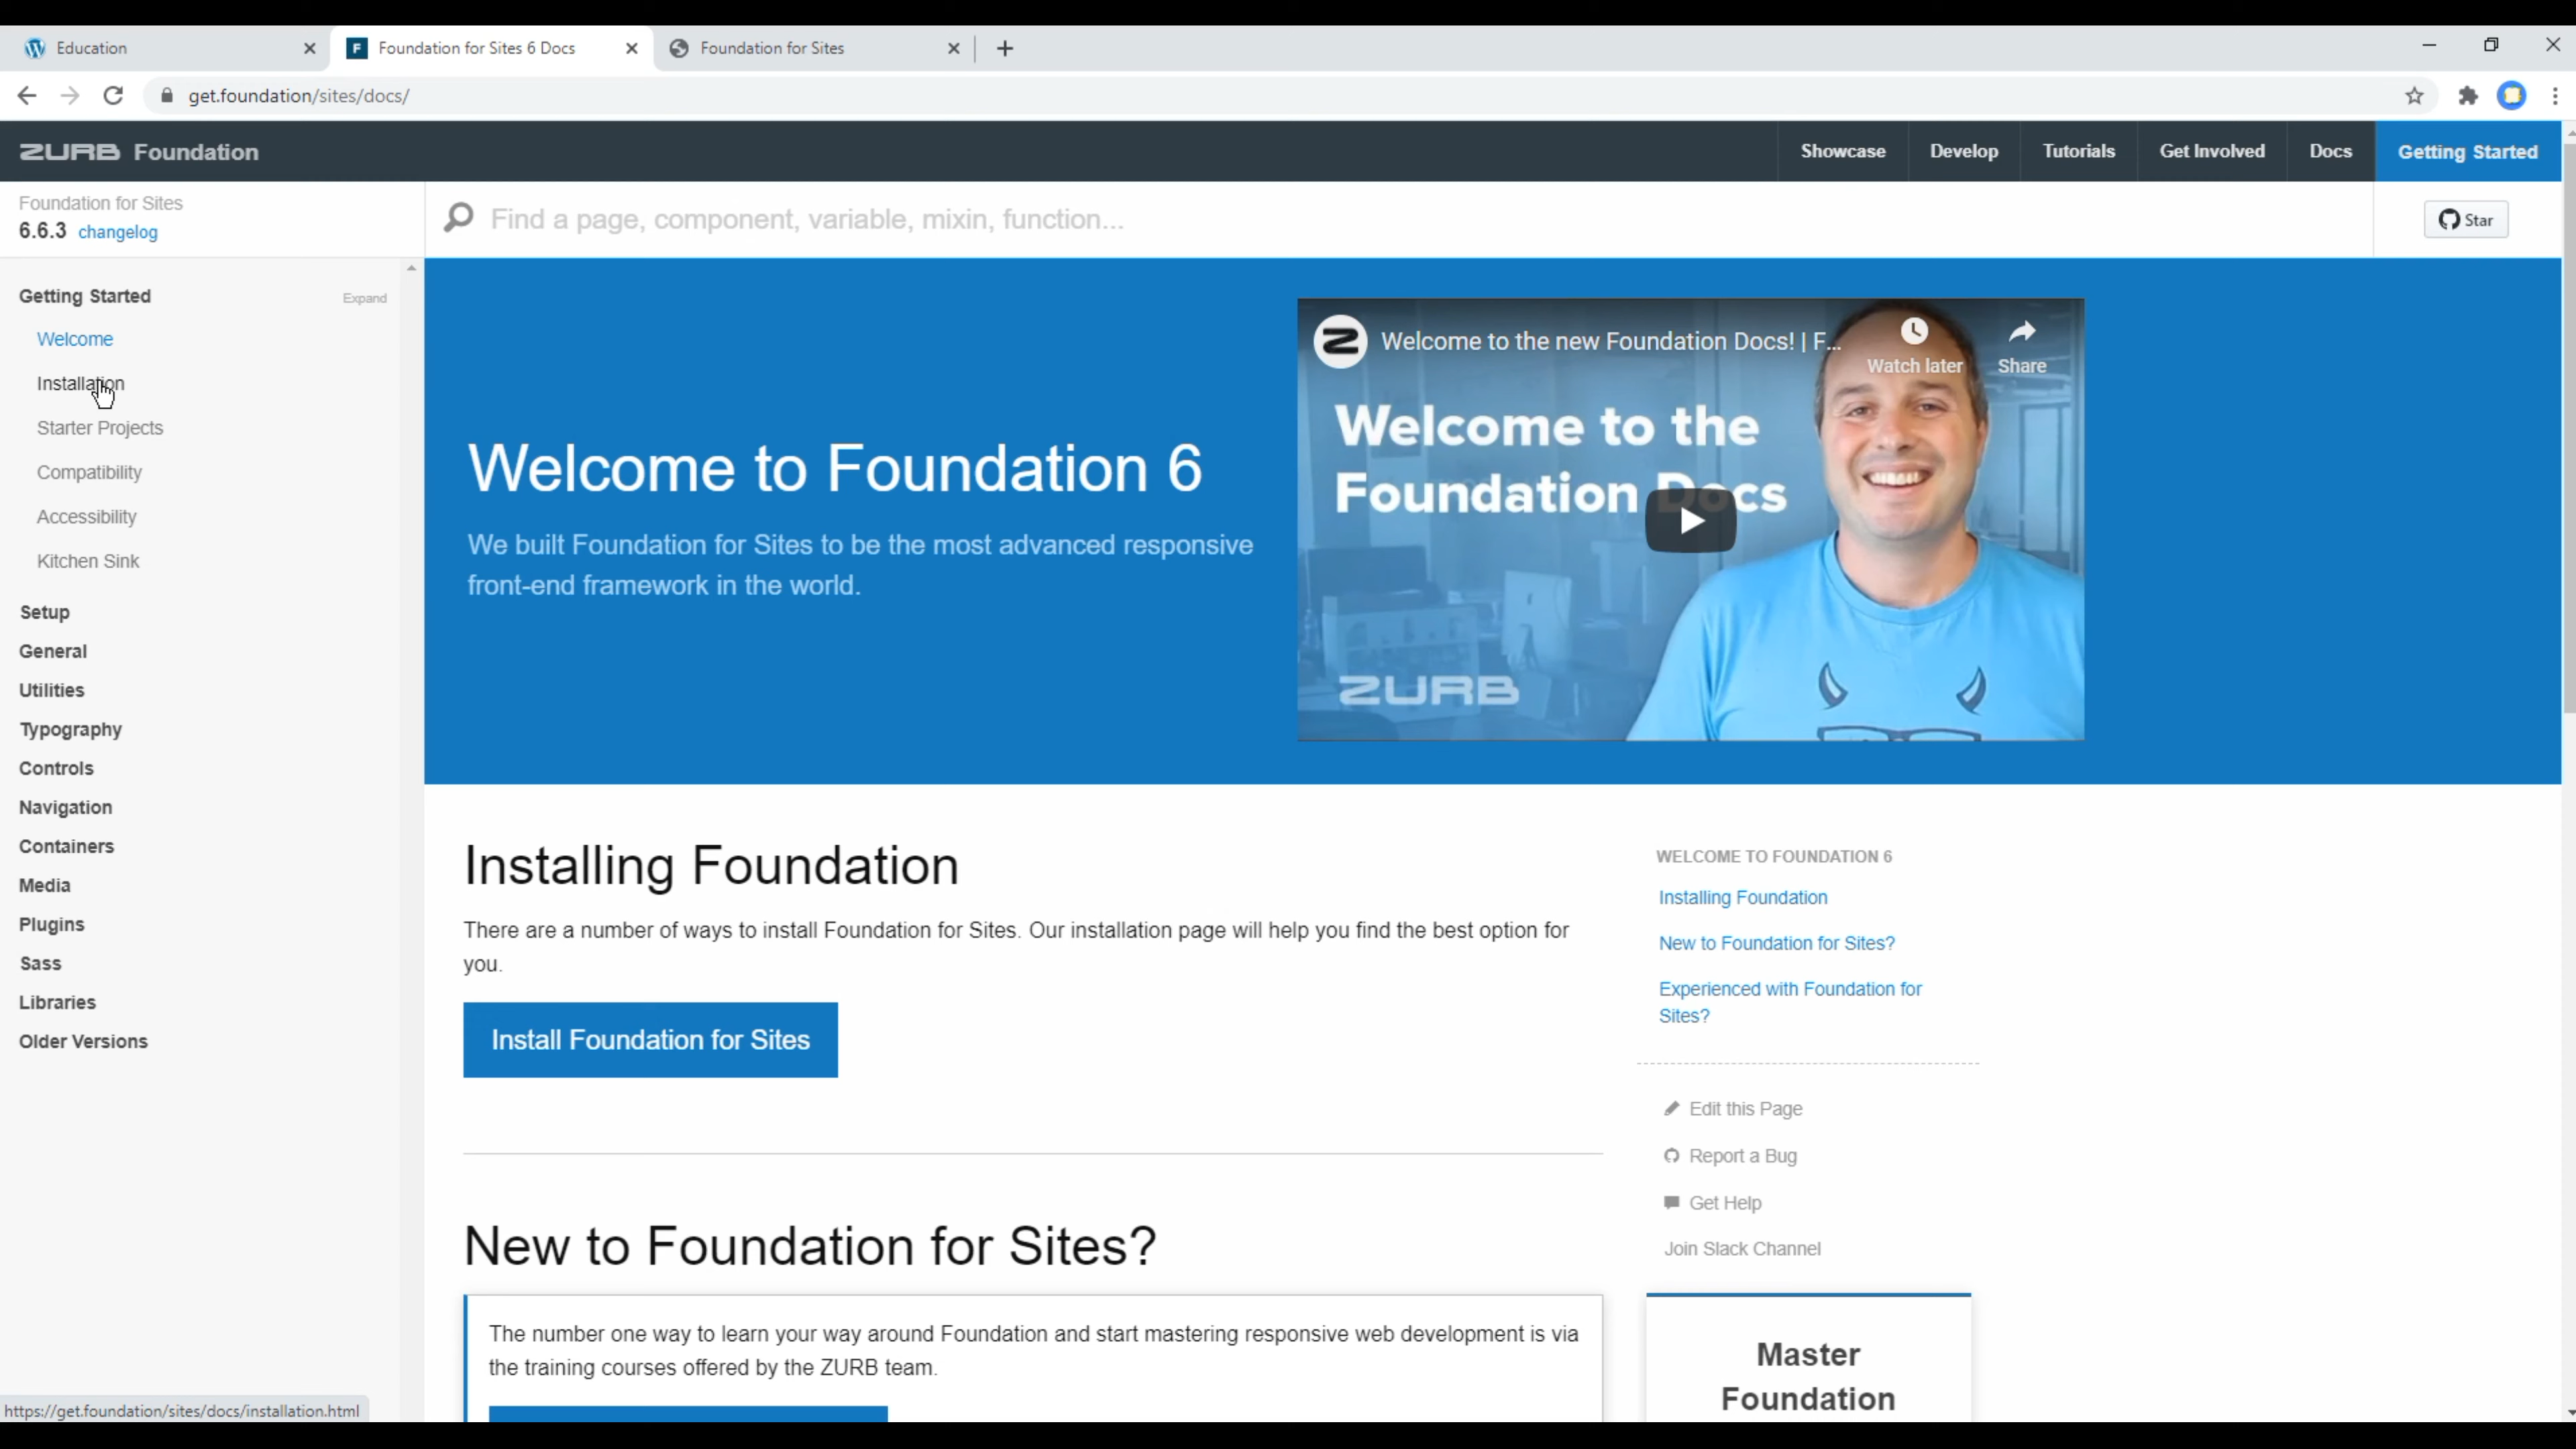 Education
Foundation for Sites 6 Docs
Foundation for Sites
get.foundation/sites/docs/
ZURB Foundation
Showcase
Develop
Tutorials
Get Involved
Docs
Getting Started
Foundation for Sites
6.6.3 changelog
Find a page, component, variable, mixin, function...
Star
Getting Started
Expand
Welcome
Installation
Starter Projects
Compatibility
Accessibility
Kitchen Sink
Setup
General
Utilities
Typography
Controls
Navigation
Containers
Media
Plugins
Sass
Libraries
Older Versions
Welcome to Foundation 6
We built Foundation for Sites to be the most advanced responsive
front-end framework in the world.
Welcome to the new Foundation Docs! | F...
Watch later
Share
Welcome to the
Foundation Docs
ZURB
Installing Foundation
There are a number of ways to install Foundation for Sites. Our installation page will help you find the best option for
you.
Install Foundation for Sites
New to Foundation for Sites?
The number one way to learn your way around Foundation and start mastering responsive web development is via
the training courses offered by the ZURB team.
WELCOME TO FOUNDATION 6
Installing Foundation
New to Foundation for Sites?
Experienced with Foundation for
Sites?
Edit this Page
Report a Bug
Get Help
Join Slack Channel
Master
Foundation
https://get.foundation/sites/docs/installation.html